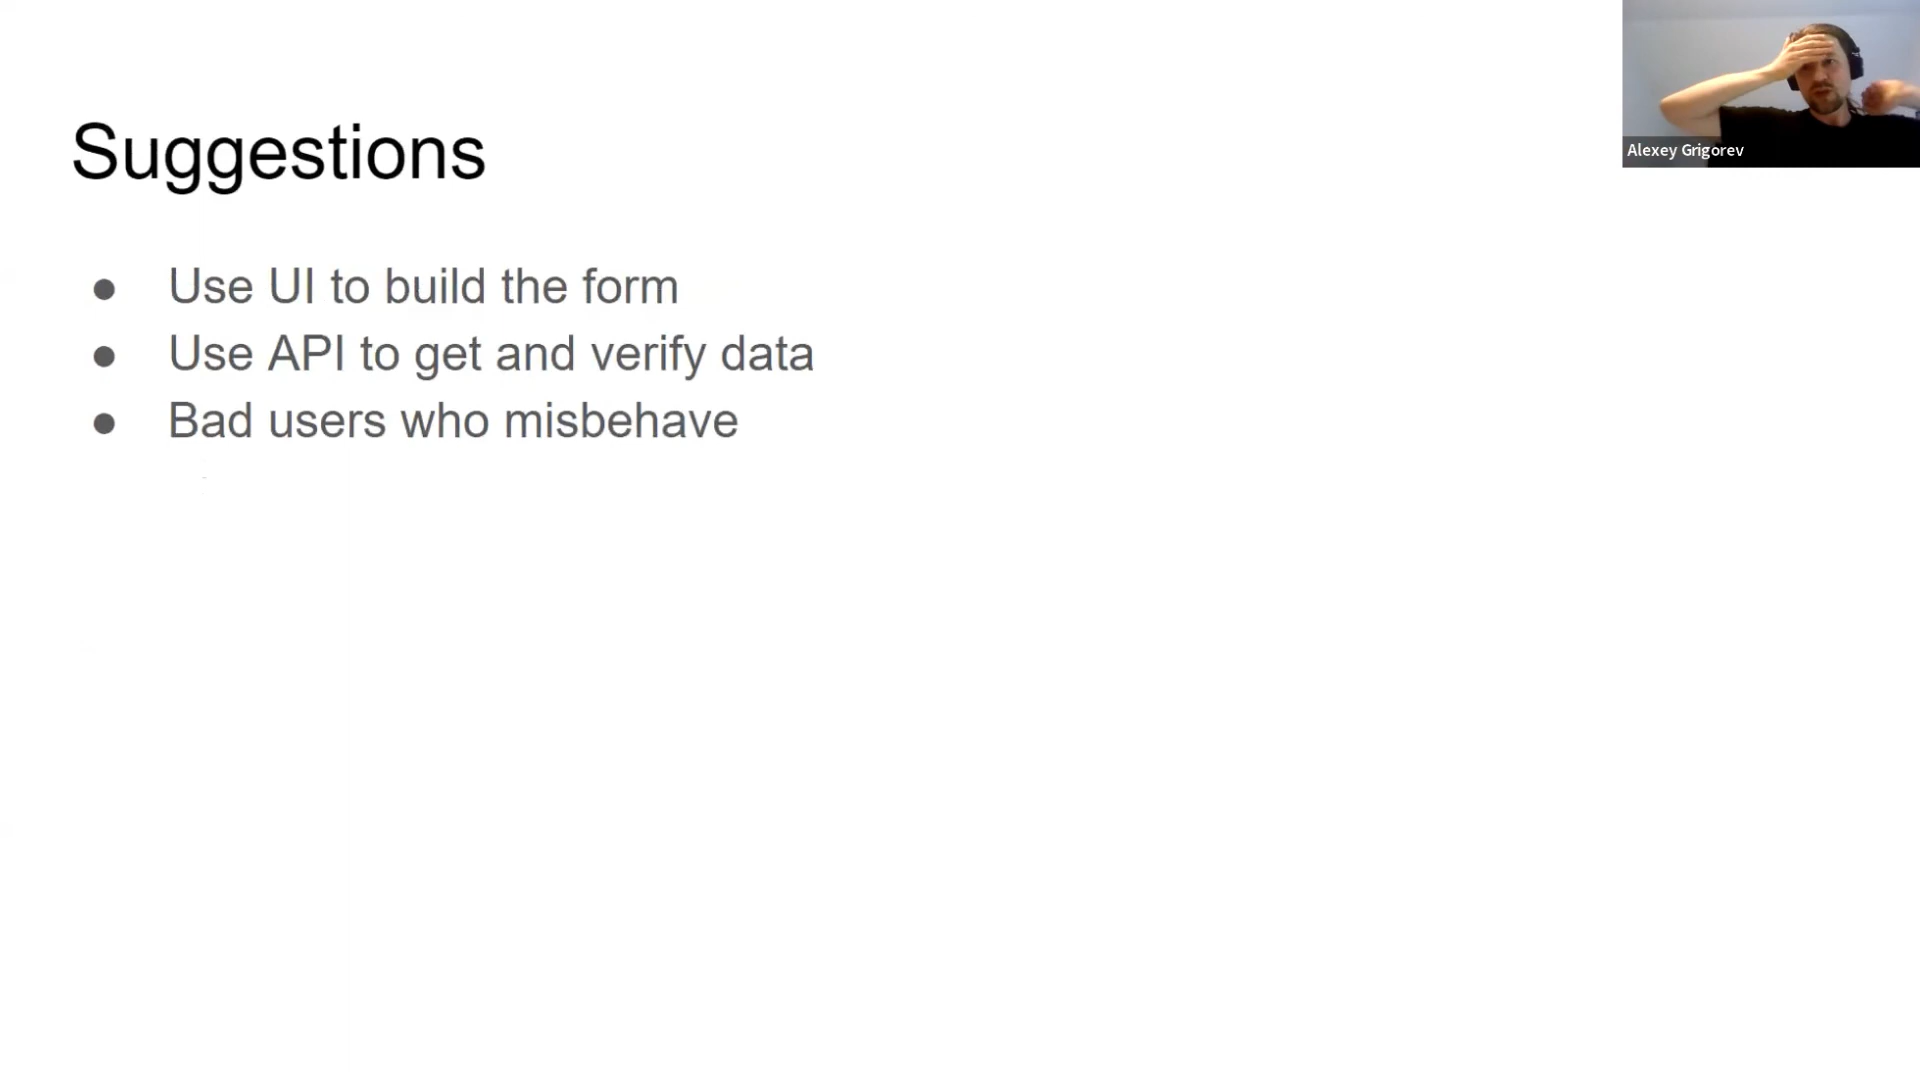 Suggestions
● Use UI to build the form
● Use API to get and verify data
● Bad users who misbehave
Alexey Grigorev